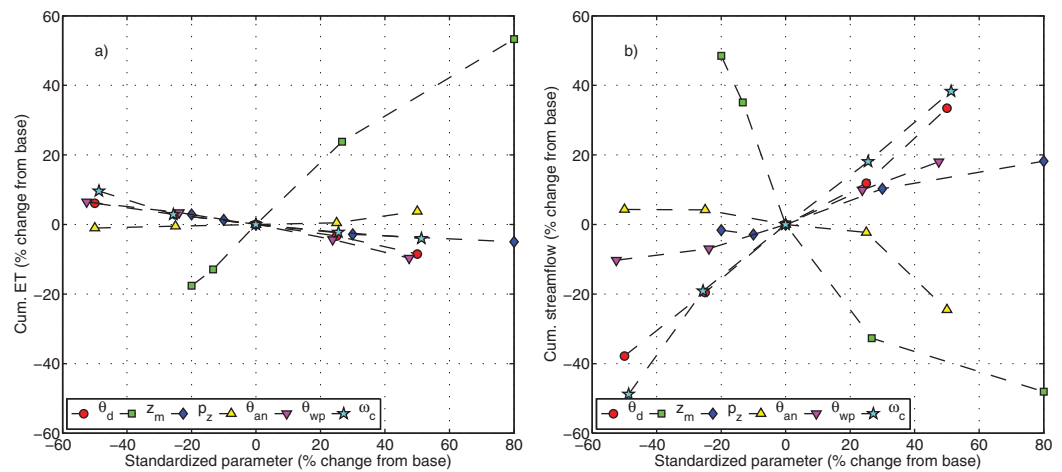 a)
60
40
20
0
−20
−40
−60
−60 −40 −20 0 20 40 60 80
Cum. ET (% change from base)
Standardized parameter (% change from base)
θd zm pz θan θwp ωc
b)
60
40
20
0
−20
−40
−60
−60 −40 −20 0 20 40 60 80
Cum. streamflow (% change from base)
Standardized parameter (% change from base)
θd zm pz θan θwp ωc